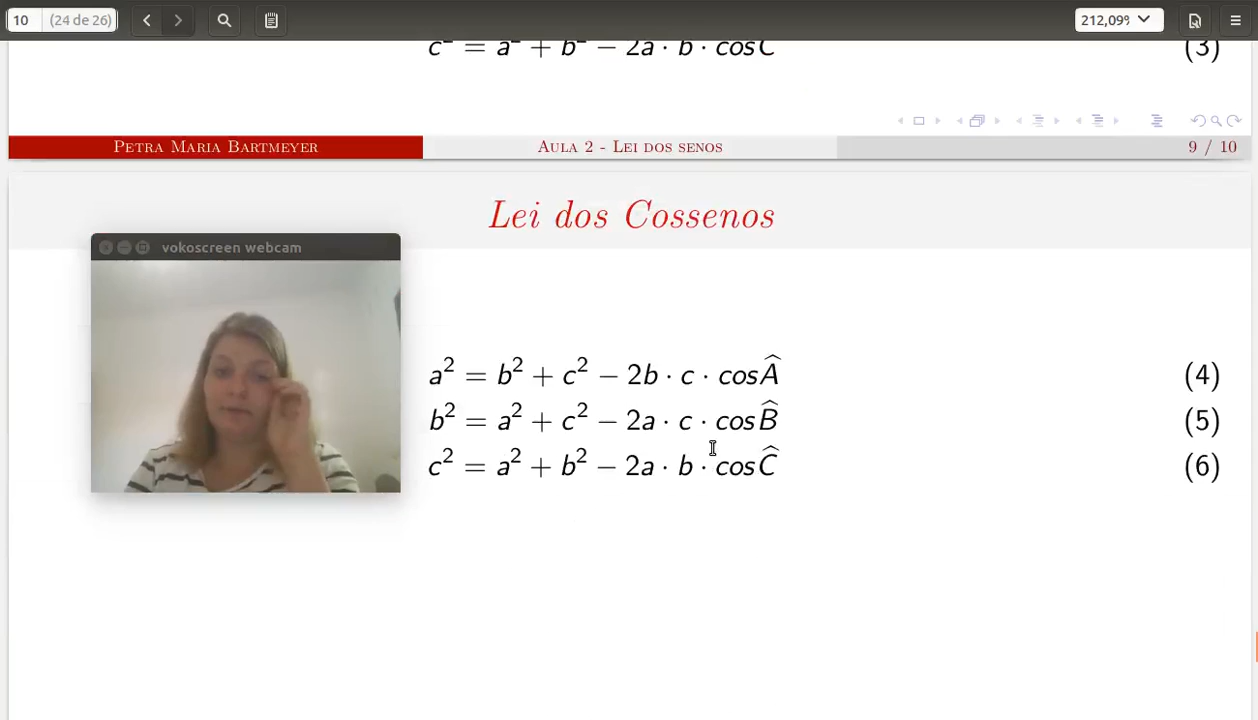 10 (24 de 26) 212,09%
c² = a² + b² − 2a · b · cosĈ (3)
Petra Maria Bartmeyer Aula 2 - Lei dos senos 9 / 10
Lei dos Cossenos
vokoscreen webcam
a² = b² + c² − 2b · c · cosÂ (4)
b² = a² + c² − 2a · c · cosB̂ (5)
c² = a² + b² − 2a · b · cosĈ (6)